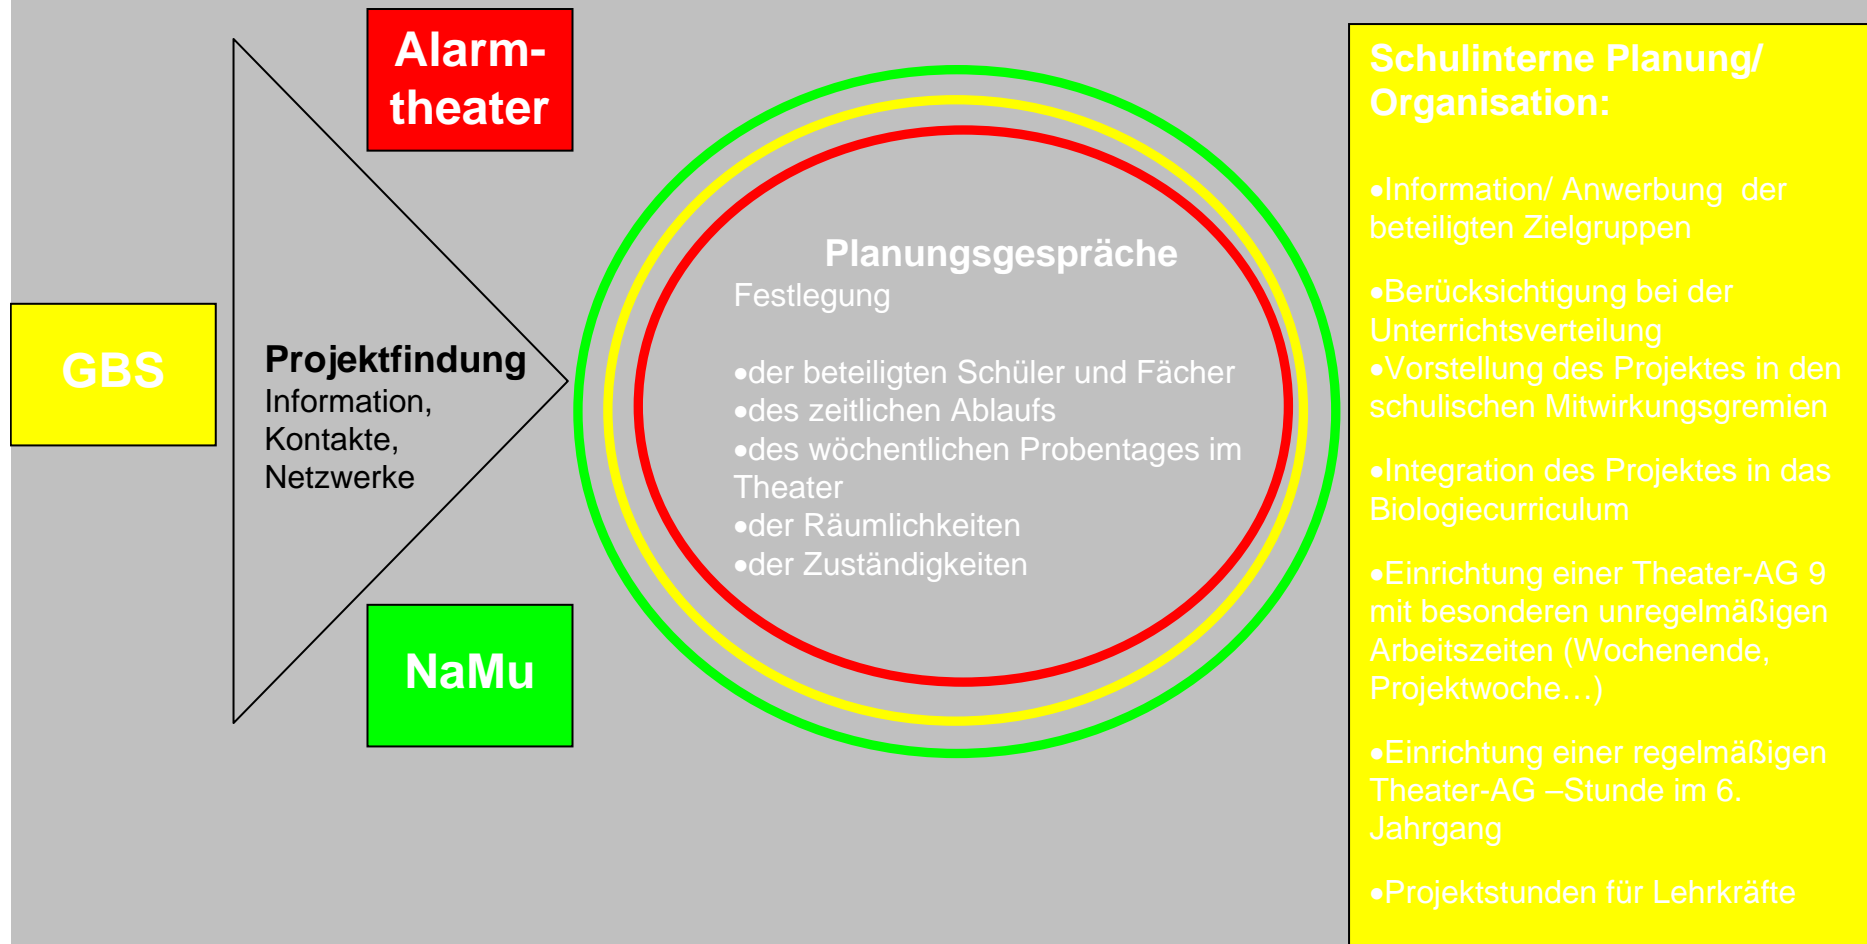 Alarm-
theater
GBS
Projektfindung
Information,
Kontakte,
Netzwerke
NaMu
Planungsgespräche
Festlegung
•der beteiligten Schüler und Fächer
•des zeitlichen Ablaufs
•des wöchentlichen Probentages im
Theater
•der Räumlichkeiten
•der Zuständigkeiten
Schulinterne Planung/
Organisation:
•Information/ Anwerbung  der
beteiligten Zielgruppen
•Berücksichtigung bei der
Unterrichtsverteilung
•Vorstellung des Projektes in den
schulischen Mitwirkungsgremien
•Integration des Projektes in das
Biologiecurriculum
•Einrichtung einer Theater-AG 9
mit besonderen unregelmäßigen
Arbeitszeiten (Wochenende,
Projektwoche…)
•Einrichtung einer regelmäßigen
Theater-AG –Stunde im 6.
Jahrgang
•Projektstunden für Lehrkräfte